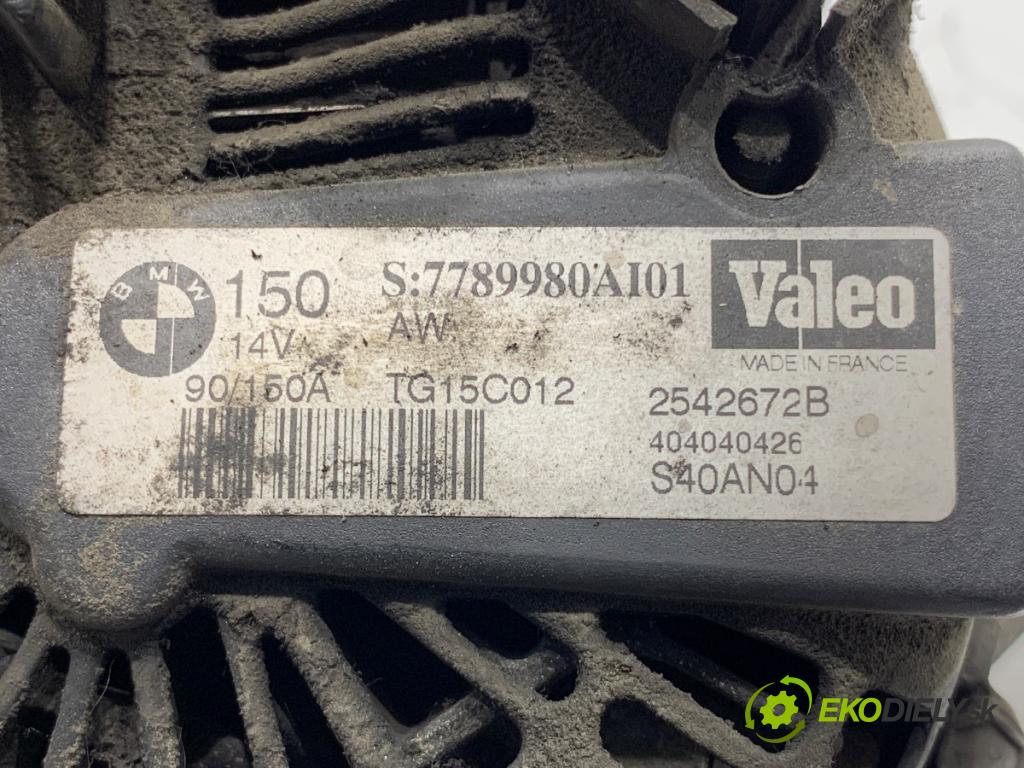 BMW
150 S:7789980AI01 Valeo
14V AW
MADE IN FRANCE
90/150A TG15C012 2542672B
404040426
S40AN04
EKODIELY.sk